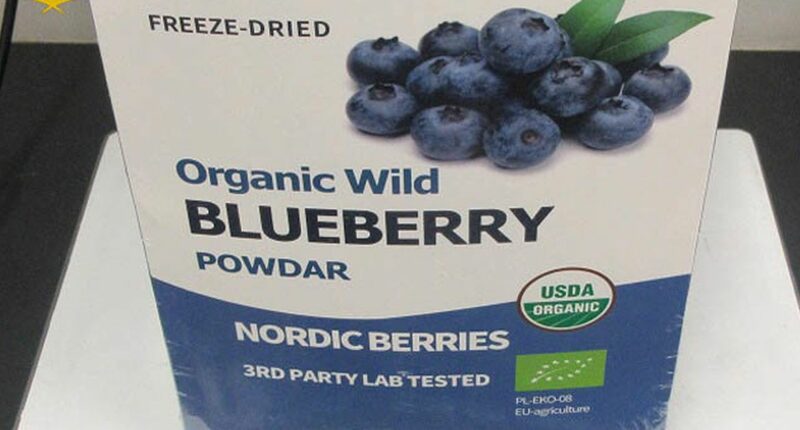 FREEZE-DRIED
Organic Wild
BLUEBERRY
POWDAR
USDA
ORGANIC
NORDIC BERRIES
3RD PARTY LAB TESTED
PL-EKO-08
EU-agriculture